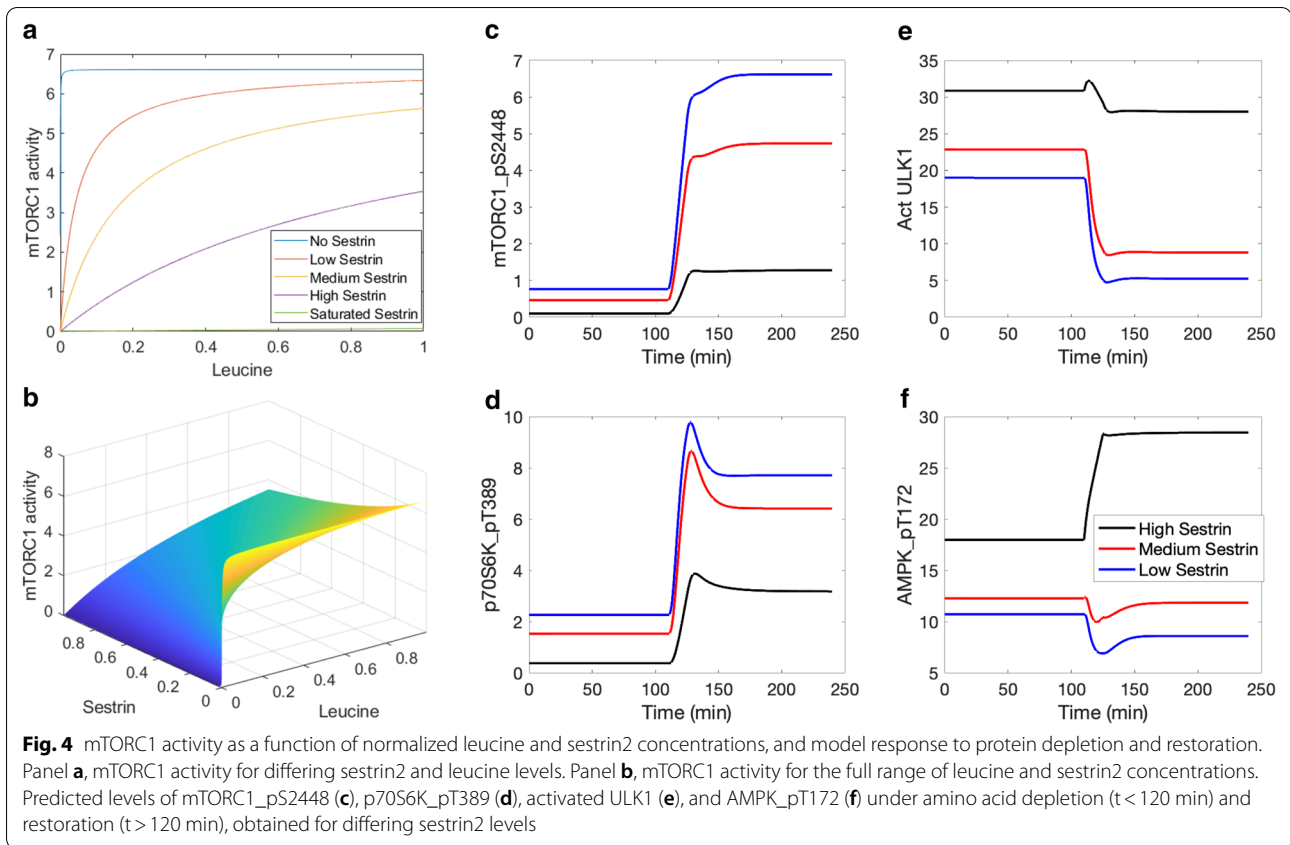 a
7
6
5
4
3
2
1
0
mTORC1 activity
No Sestrin
Low Sestrin
Medium Sestrin
High Sestrin
Saturated Sestrin
0 0.2 0.4 0.6 0.8 1
Leucine
b
8
6
4
2
0
mTORC1 activity
0.8
0.6
0.4
0.2
0
Sestrin
0 0.2 0.4 0.6 0.8
Leucine
c
7
6
5
4
3
2
1
0
mTORC1_pS2448
0 50 100 150 200 250
Time (min)
d
10
8
6
4
2
0
p70S6K_pT389
0 50 100 150 200 250
Time (min)
e
35
30
25
20
15
10
5
0
Act ULK1
0 50 100 150 200 250
Time (min)
f
30
25
20
15
10
5
AMPK_pT172
High Sestrin
Medium Sestrin
Low Sestrin
0 50 100 150 200 250
Time (min)
Fig. 4 mTORC1 activity as a function of normalized leucine and sestrin2 concentrations, and model response to protein depletion and restoration.
Panel a, mTORC1 activity for differing sestrin2 and leucine levels. Panel b, mTORC1 activity for the full range of leucine and sestrin2 concentrations.
Predicted levels of mTORC1_pS2448 (c), p70S6K_pT389 (d), activated ULK1 (e), and AMPK_pT172 (f) under amino acid depletion (t < 120 min) and
restoration (t > 120 min), obtained for differing sestrin2 levels